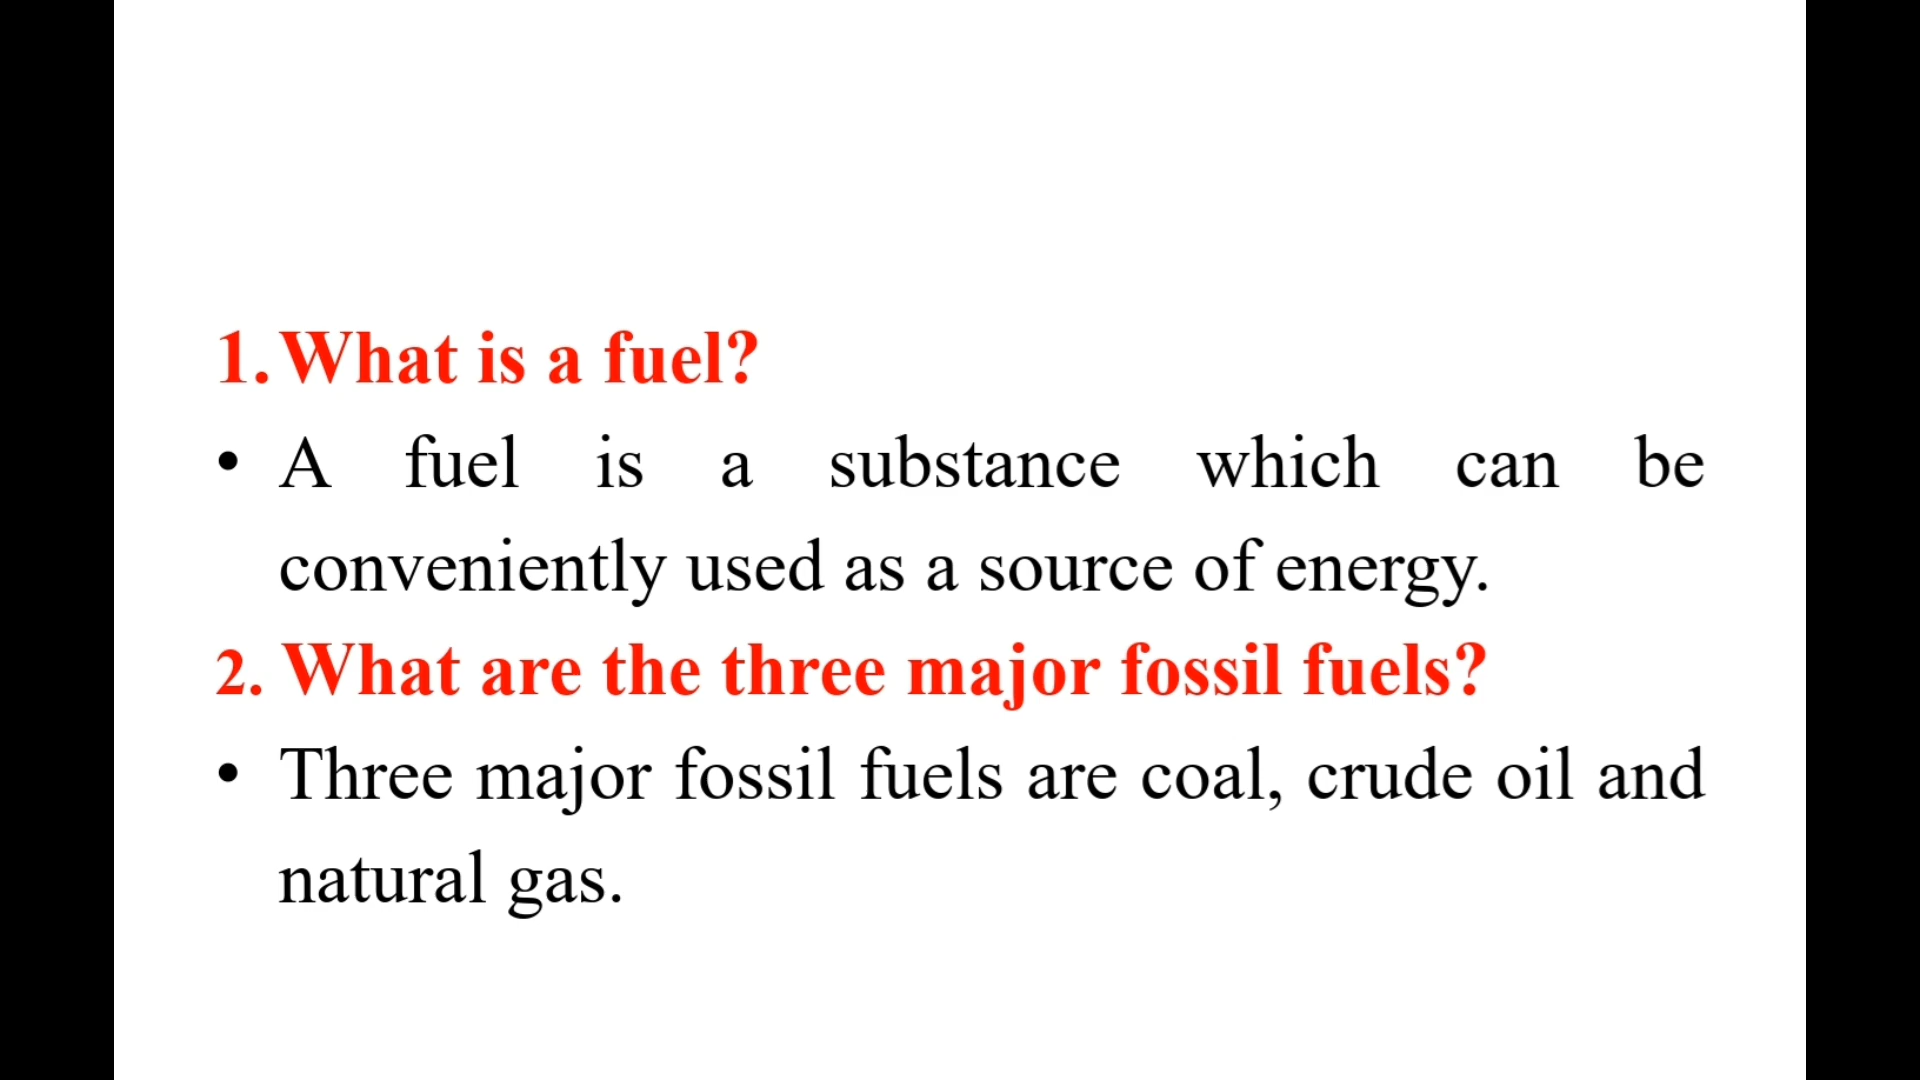 1. What is a fuel?
• A fuel is a substance which can be
conveniently used as a source of energy.
2. What are the three major fossil fuels?
• Three major fossil fuels are coal, crude oil and
natural gas.